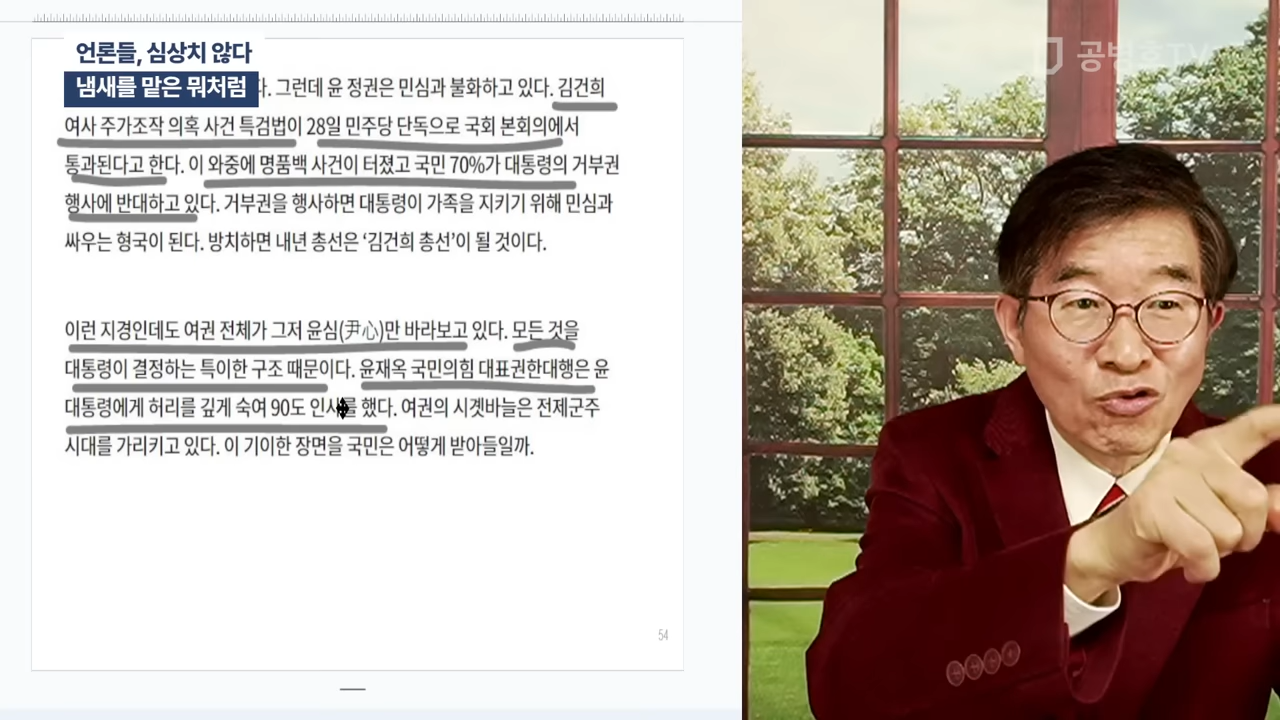 언론들, 심상치 않다
냄새를 맡은 뭐처럼
다. 그런데 윤 정권은 민심과 불화하고 있다. 김건희
여사 주가조작 의혹 사건 특검법이 28일 민주당 단독으로 국회 본회의에서
통과된다고 한다. 이 와중에 명품백 사건이 터졌고 국민 70%가 대통령의 거부권
행사에 반대하고 있다. 거부권을 행사하면 대통령이 가족을 지키기 위해 민심과
싸우는 형국이 된다. 방치하면 내년 총선은 ‘김건희 총선’이 될 것이다.
이런 지경인데도 여권 전체가 그저 윤심(尹心)만 바라보고 있다. 모든 것을
대통령이 결정하는 특이한 구조 때문이다. 윤재옥 국민의힘 대표권한대행은 윤
대통령에게 허리를 깊게 숙여 90도 인사를 했다. 여권의 시곗바늘은 전제군주
시대를 가리키고 있다. 이 기이한 장면을 국민은 어떻게 받아들일까.
54
공병호TV